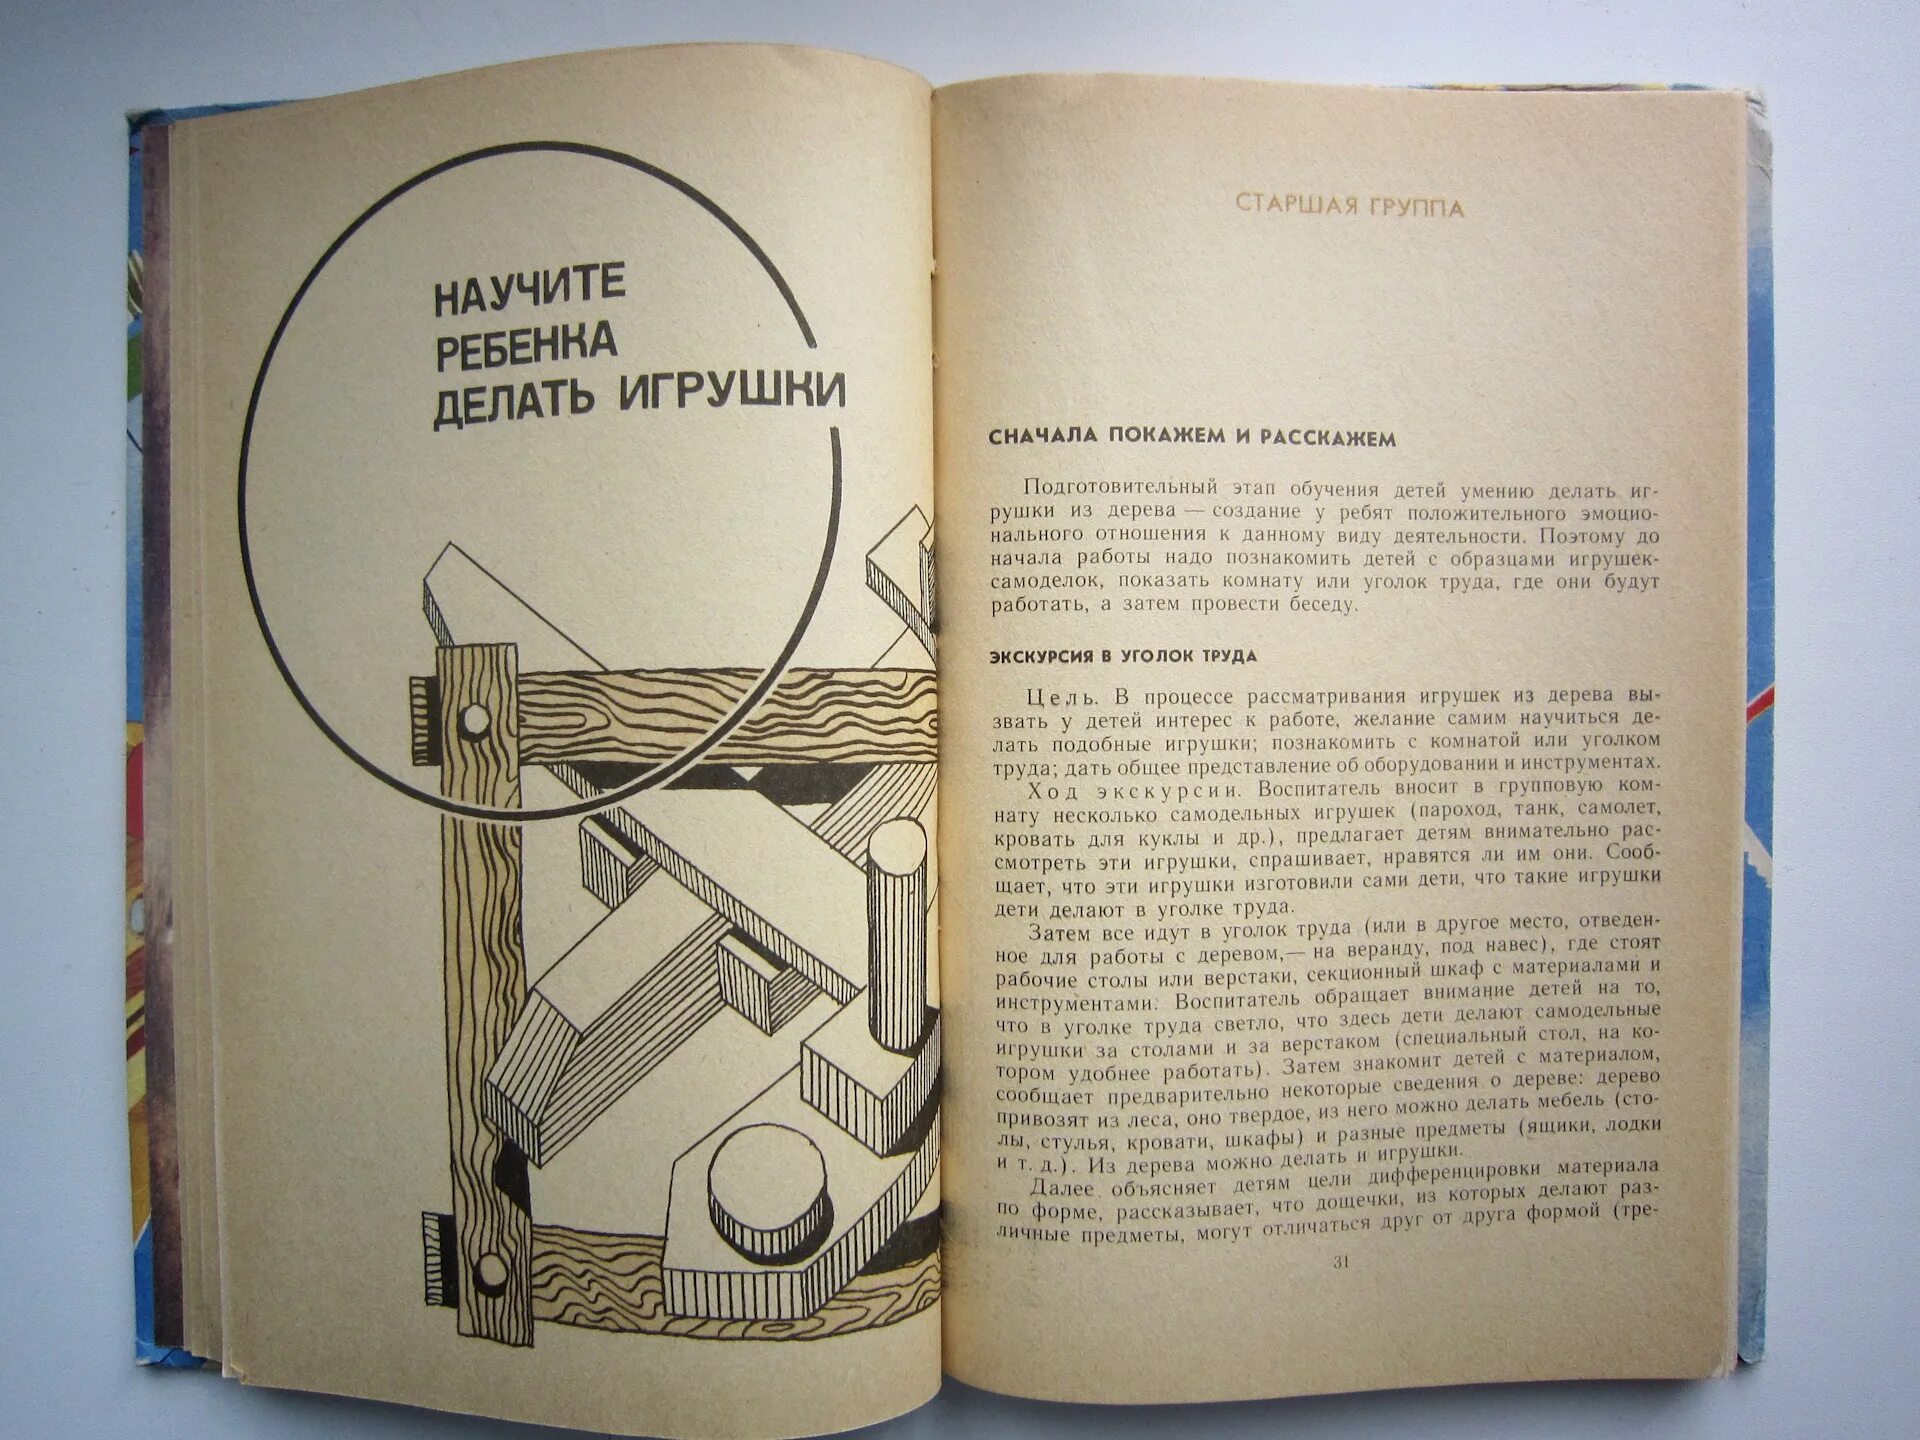 НАУЧИТЕ
РЕБЕНКА
ДЕЛАТЬ ИГРУШКИ
СТАРШАЯ ГРУППА
СНАЧАЛА ПОКАЖЕМ И РАССКАЖЕМ
Подготовительный этап обучения детей умению делать иг-
рушки из дерева — создание у ребят положительного эмоцио-
нального отношения к данному виду деятельности. Поэтому до
начала работы надо познакомить детей с образцами игрушек-
самоделок, показать комнату или уголок труда, где они будут
работать, а затем провести беседу.
ЭКСКУРСИЯ В УГОЛОК ТРУДА
Цель. В процессе рассматривания игрушек из дерева вы-
звать у детей интерес к работе, желание самим научиться де-
лать подобные игрушки; познакомить с комнатой или уголком
труда; дать общее представление об оборудовании и инструментах.
Ход экскурсии. Воспитатель вносит в групповую ком-
нату несколько самодельных игрушек (пароход, танк, самолет,
кровать для куклы и др.), предлагает детям внимательно рас-
смотреть эти игрушки, спрашивает, нравятся ли им они. Сооб-
щает, что эти игрушки изготовили сами дети, что такие игрушки
дети делают в уголке труда.
Затем все идут в уголок труда (или в другое место, отведен-
ное для работы с деревом,— на веранду, под навес), где стоят
рабочие столы или верстаки, секционный шкаф с материалами и
инструментами. Воспитатель обращает внимание детей на то,
что в уголке труда светло, что здесь дети делают самодельные
игрушки за столами и за верстаком (специальный стол, на ко-
тором удобнее работать). Затем знакомит детей с материалом,
сообщает предварительно некоторые сведения о дереве: дерево
привозят из леса, оно твердое, из него можно делать мебель (сто-
лы, стулья, кровати, шкафы) и разные предметы (ящики, лодки
и т. д.). Из дерева можно делать и игрушки.
Далее объясняет детям цели дифференцировки материала
по форме, рассказывает, что дощечки, из которых делают раз-
личные предметы, могут отличаться друг от друга формой (тре-
31